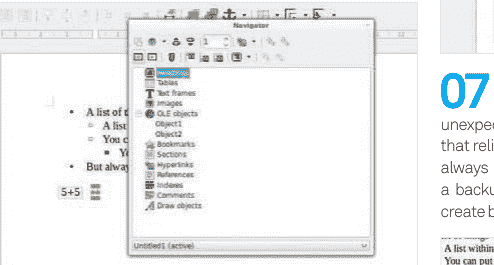 Navigator
1
Headings
Tables
Text frames
Images
OLE objects
Object1
Object2
Bookmarks
Sections
Hyperlinks
References
Indexes
Comments
Draw objects
Untitled1 (active)
A list of t
A list
You c
Yo
But alway
5+5
07
unexpec
that reli
always
a backu
create b
A list within
You can put